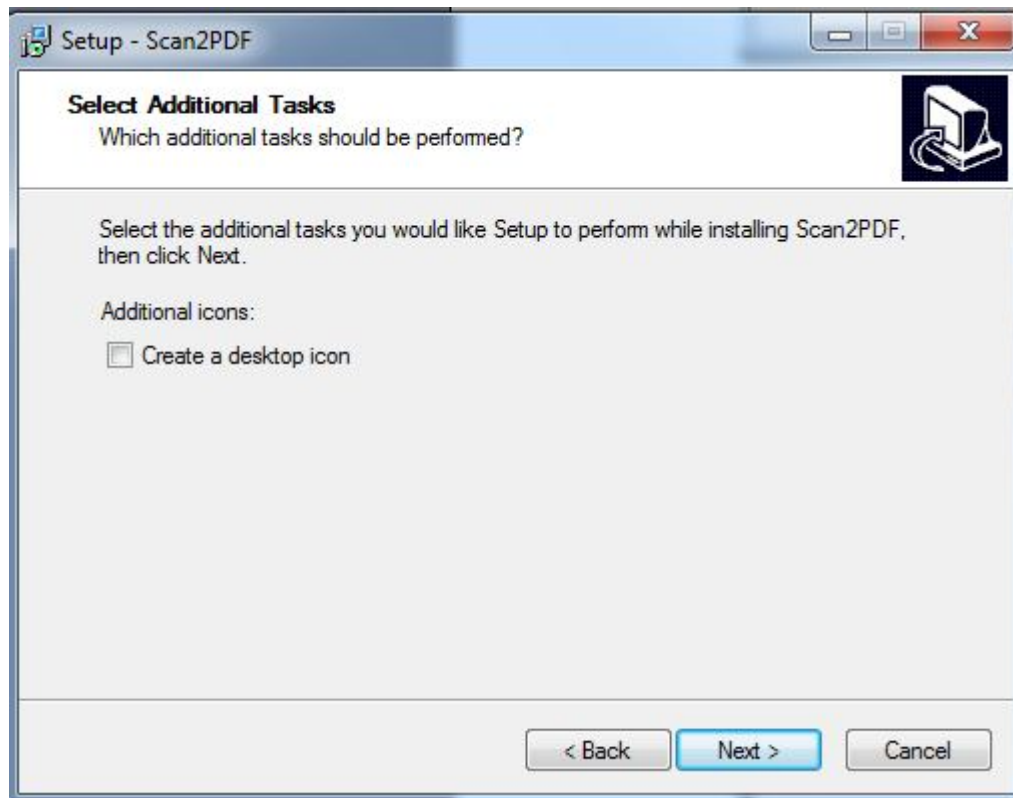 Setup - Scan2PDF
Select Additional Tasks
Which additional tasks should be performed?
Select the additional tasks you would like Setup to perform while installing Scan2PDF,
then click Next.
Additional icons:
Create a desktop icon
< Back Next > Cancel